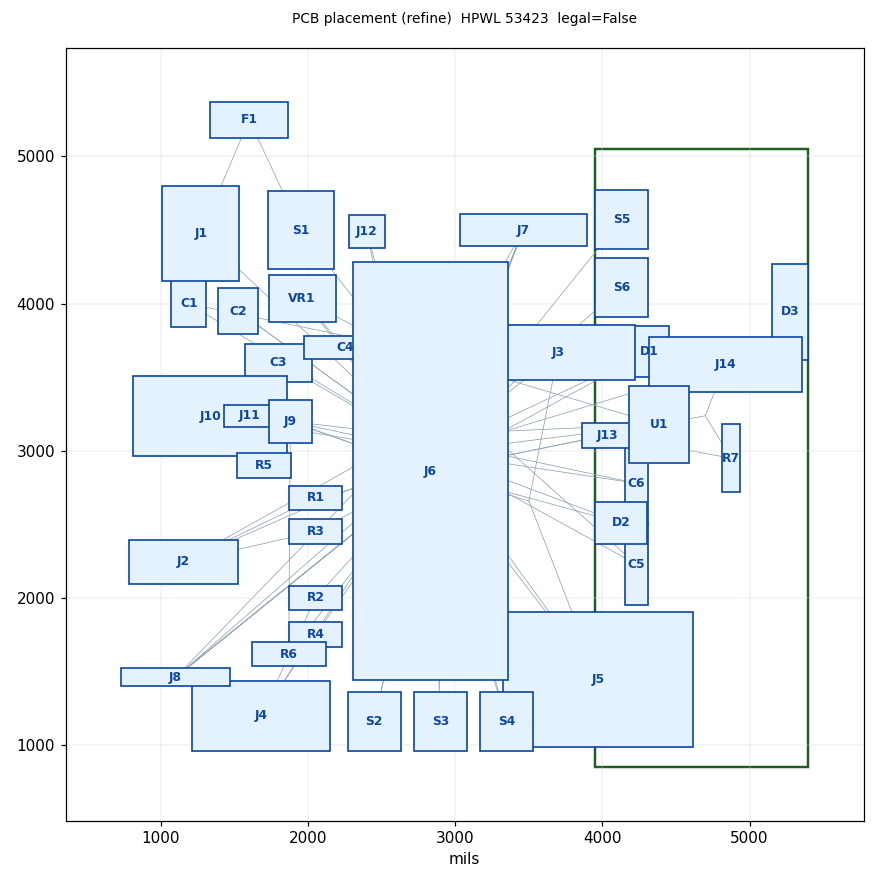 PCB placement (refine)  HPWL 53423  legal=False
F1
5000
S5
J1
S1
J12
J7
S6
4000
C1
C2
VR1
D3
C4
C3
J3
D1
J14
J10
J11
J9
U1
J13
3000
R5
J6
R7
C6
R1
R3
D2
J2
C5
2000
R2
R4
R6
J8
J5
J4
S2
S3
S4
1000
1000
2000
3000
4000
5000
mils